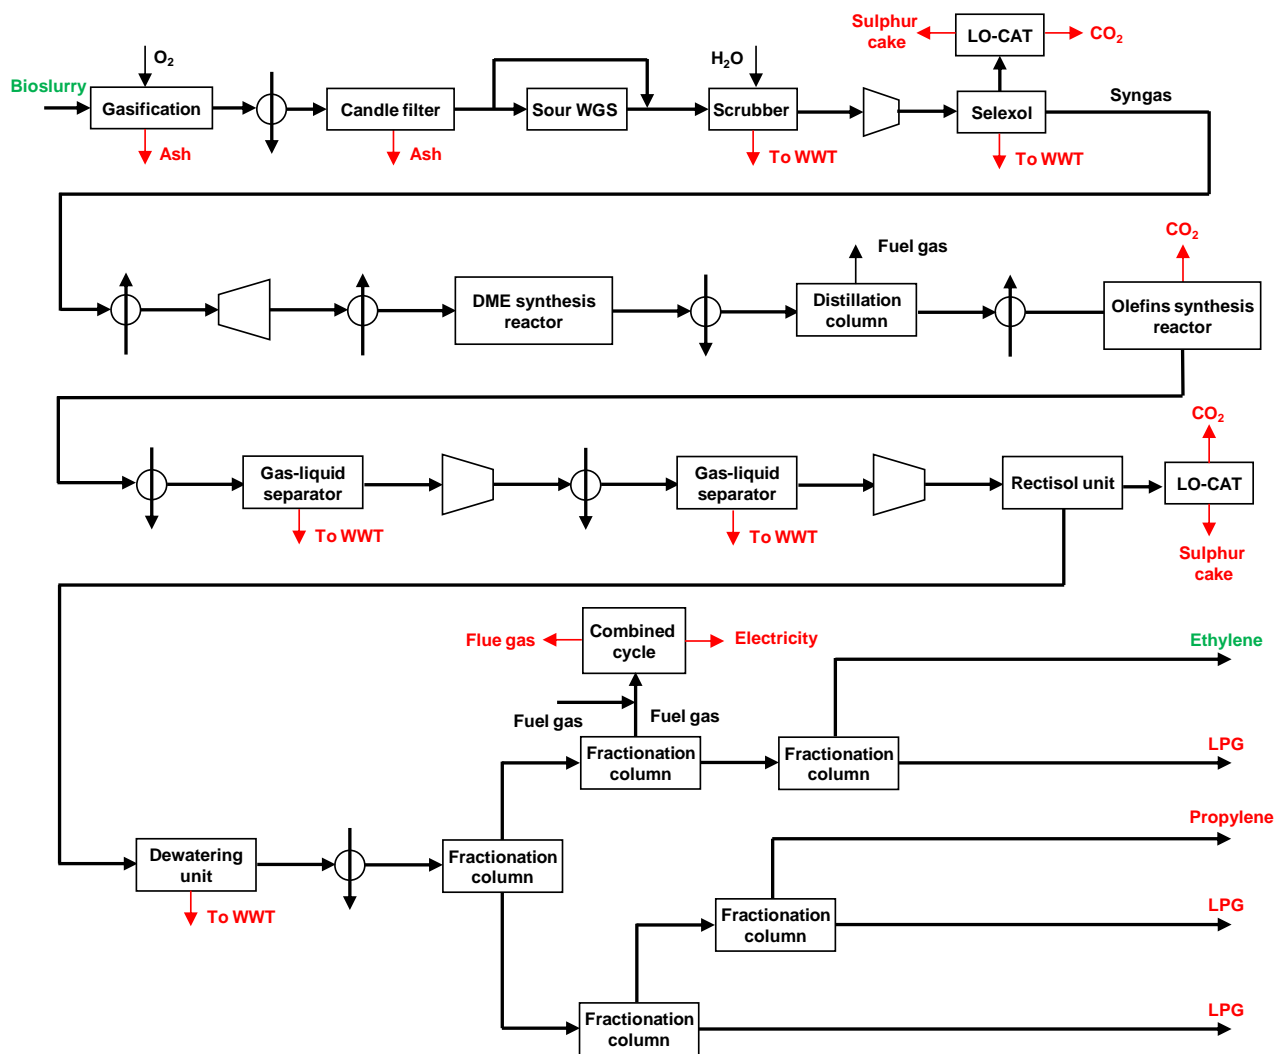 Sulphur
cake
LO-CAT
CO₂
O₂
H₂O
Bioslurry
Gasification
Candle filter
Sour WGS
Scrubber
Selexol
Syngas
Ash
Ash
To WWT
To WWT
CO₂
Fuel gas
DME synthesis
reactor
Distillation
column
Olefins synthesis
reactor
CO₂
Gas-liquid
separator
Gas-liquid
separator
Rectisol unit
LO-CAT
To WWT
To WWT
Sulphur
cake
Flue gas
Combined
cycle
Electricity
Ethylene
Fuel gas
Fuel gas
Fractionation
column
Fractionation
column
LPG
Propylene
Dewatering
unit
Fractionation
column
To WWT
Fractionation
column
LPG
Fractionation
column
LPG